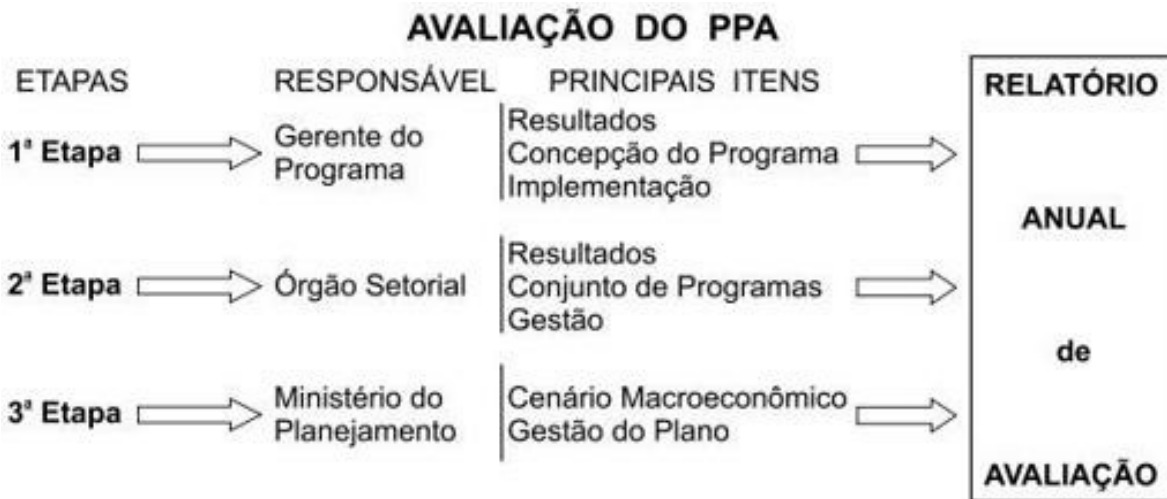 AVALIAÇÃO DO PPA
ETAPAS RESPONSÁVEL PRINCIPAIS ITENS
1ª Etapa
Gerente do
Programa
Resultados
Concepção do Programa
Implementação
2ª Etapa
Órgão Setorial
Resultados
Conjunto de Programas
Gestão
3ª Etapa
Ministério do
Planejamento
Cenário Macroeconômico
Gestão do Plano
RELATÓRIO
ANUAL
de
AVALIAÇÃO